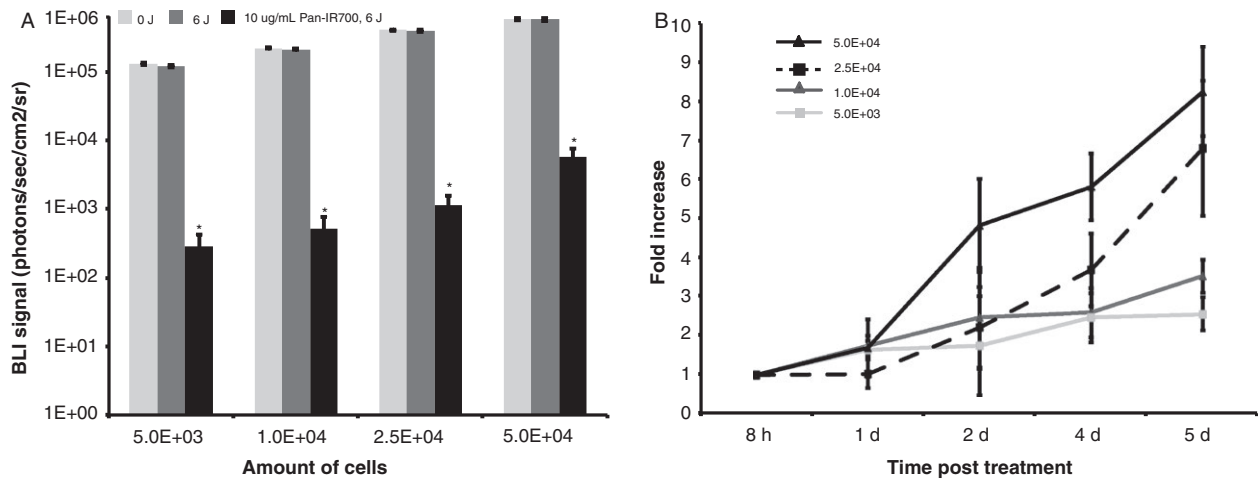 A
0 J
6 J
10 ug/mL Pan-IR700, 6 J
BLI signal (photons/sec/cm2/sr)
1E+06
1E+05
1E+04
1E+03
1E+02
1E+01
1E+00
*
*
*
*
5.0E+03
1.0E+04
2.5E+04
5.0E+04
Amount of cells
B
Fold increase
10
9
8
7
6
5
4
3
2
1
0
5.0E+04
2.5E+04
1.0E+04
5.0E+03
8 h
1 d
2 d
4 d
5 d
Time post treatment